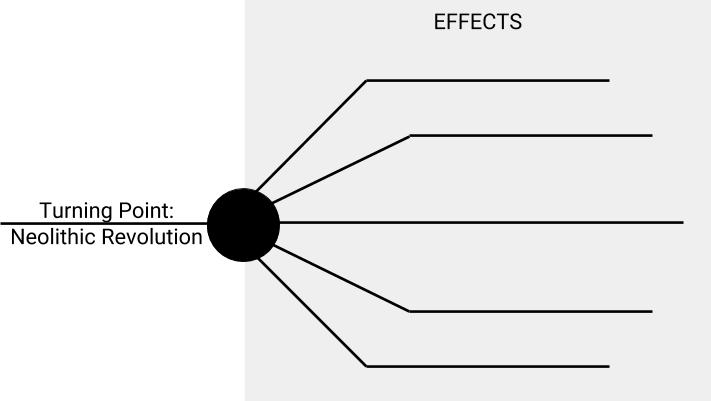 EFFECTS
Turning Point:
Neolithic Revolution